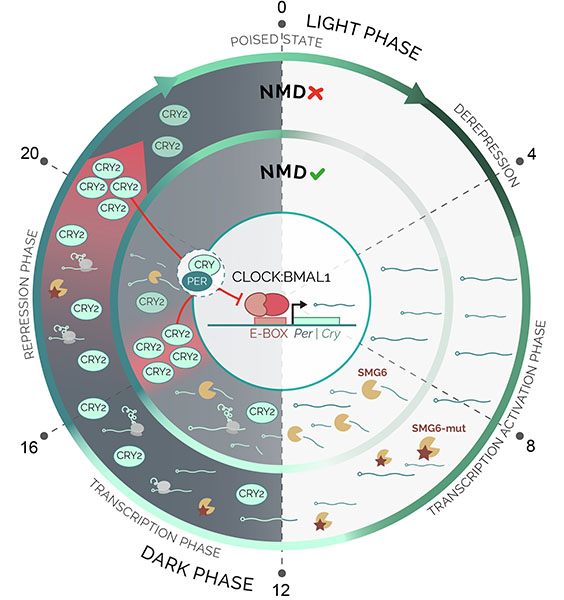 0
LIGHT PHASE
POISED STATE
NMD
DEREPRESSION
CRY2
CRY2
20
4
CRY2
CRY2
CRY2
CRY2
NMD
CRY2
CRY
PER
CLOCK:BMAL1
CRY2
E-BOX Per | Cry
REPRESSION PHASE
CRY2
CRY2
CRY2
CRY2
CRY2
CRY2
SMG6
CRY2
CRY2
SMG6-mut
16
8
CRY2
CRY2
TRANSCRIPTION ACTIVATION PHASE
TRANSCRIPTION PHASE
DARK PHASE
12